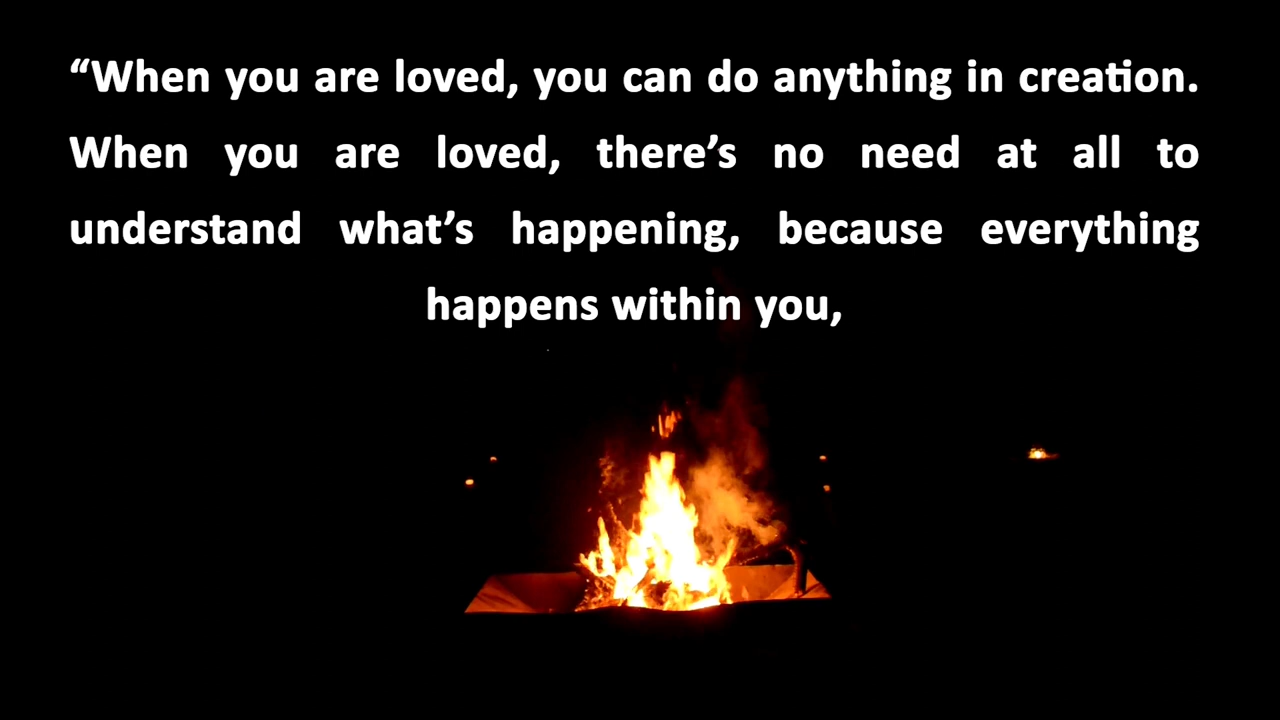 “When you are loved, you can do anything in creation.
When you are loved, there’s no need at all to
understand what’s happening, because everything
happens within you,